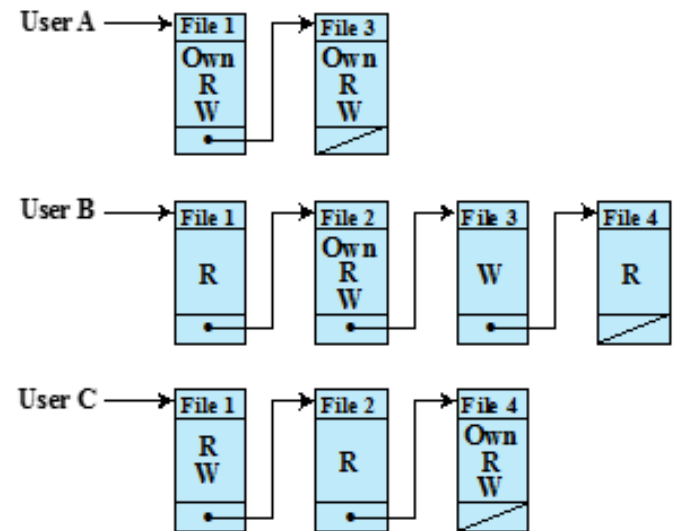 User A
File 1
Own
R
W
File 3
Own
R
W
User B
File 1
R
File 2
Own
R
W
File 3
W
File 4
R
User C
File 1
R
W
File 2
R
File 4
Own
R
W